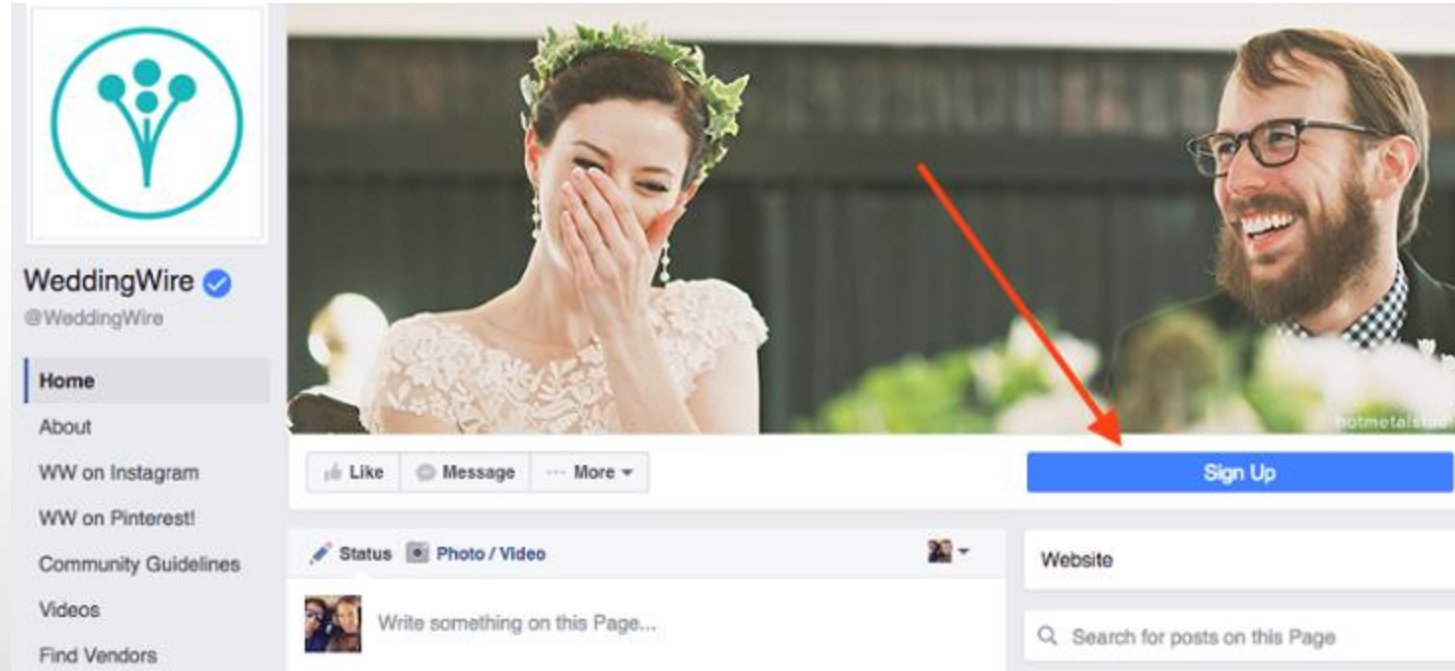 WeddingWire
@WeddingWire
Home
About
WW on Instagram
WW on Pinterest!
Community Guidelines
Videos
Find Vendors
Like Message ··· More
Sign Up
Status Photo / Video
Write something on this Page...
Website
Search for posts on this Page